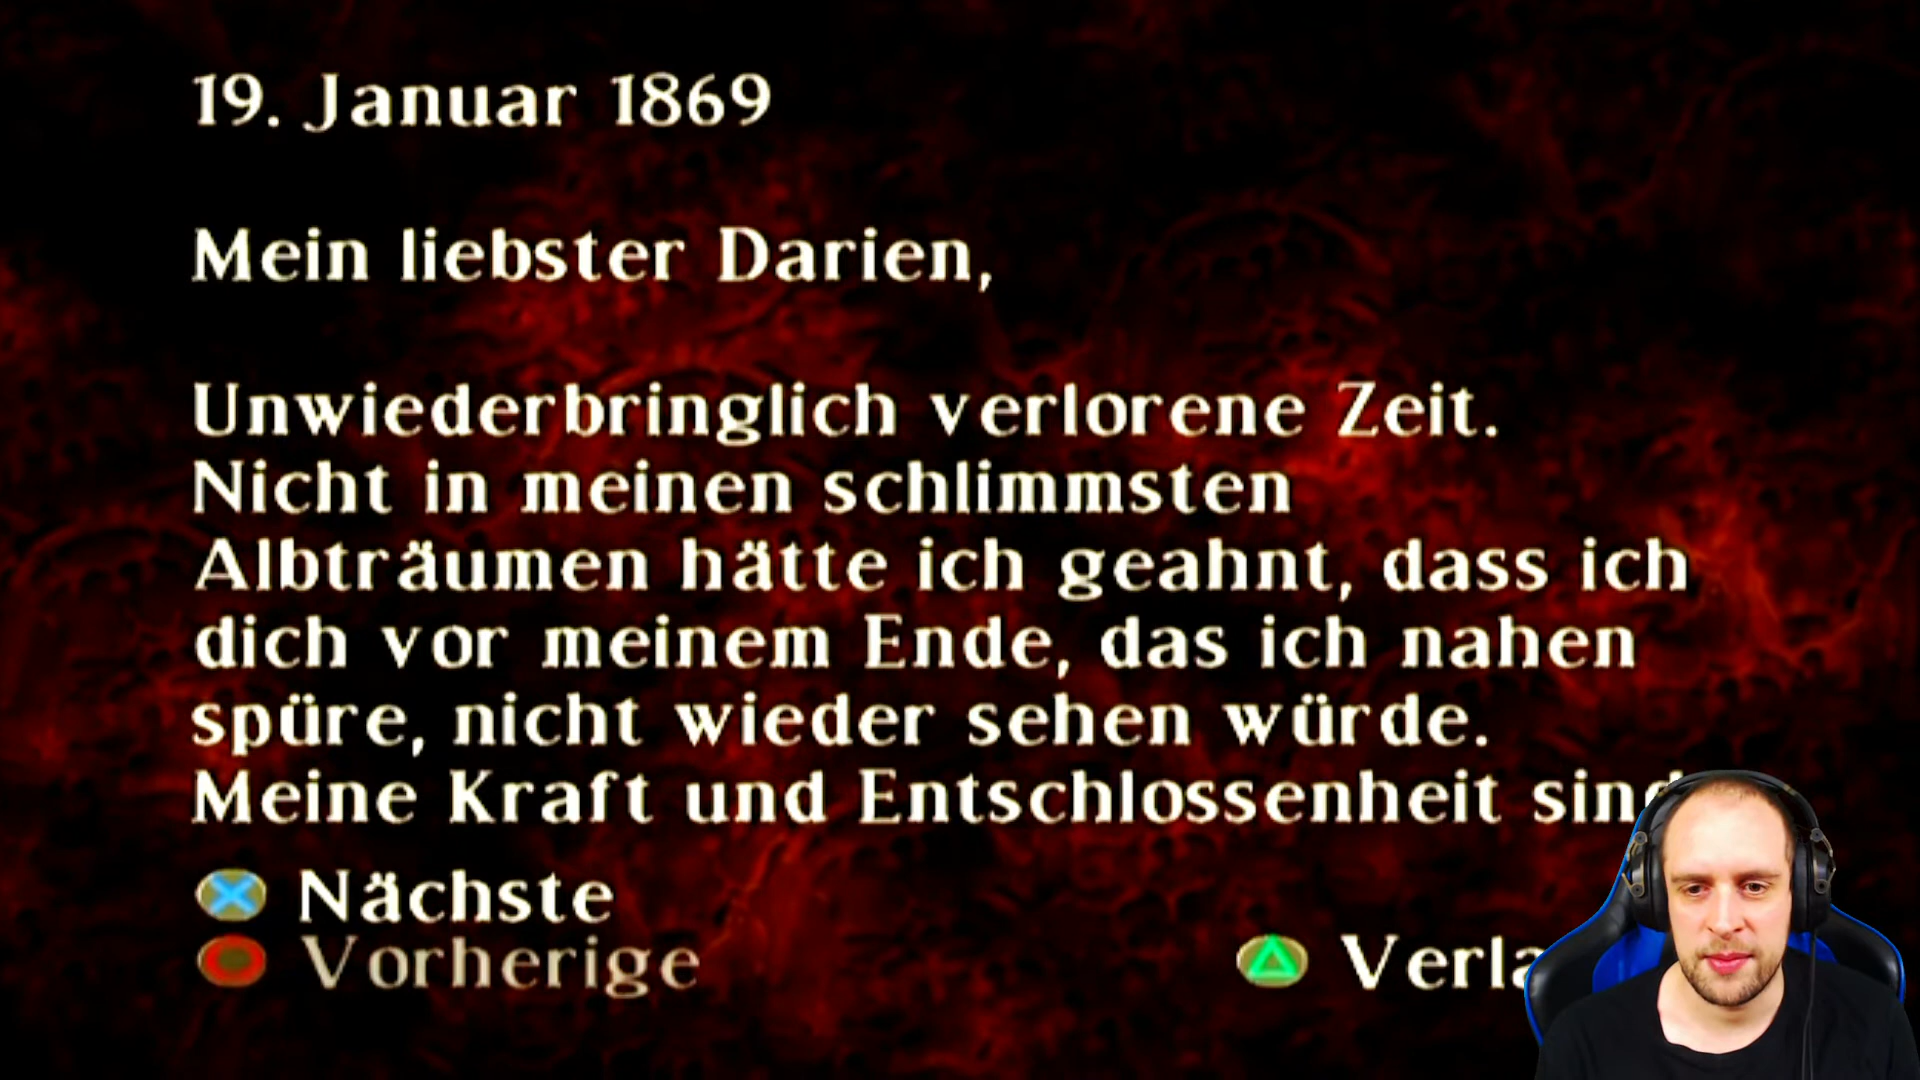 19. Januar 1869
Mein liebster Darien,
Unwiederbringlich verlorene Zeit.
Nicht in meinen schlimmsten
Albträumen hätte ich geahnt, dass ich
dich vor meinem Ende, das ich nahen
spüre, nicht wieder sehen würde.
Meine Kraft und Entschlossenheit
Nächste
Vorherige